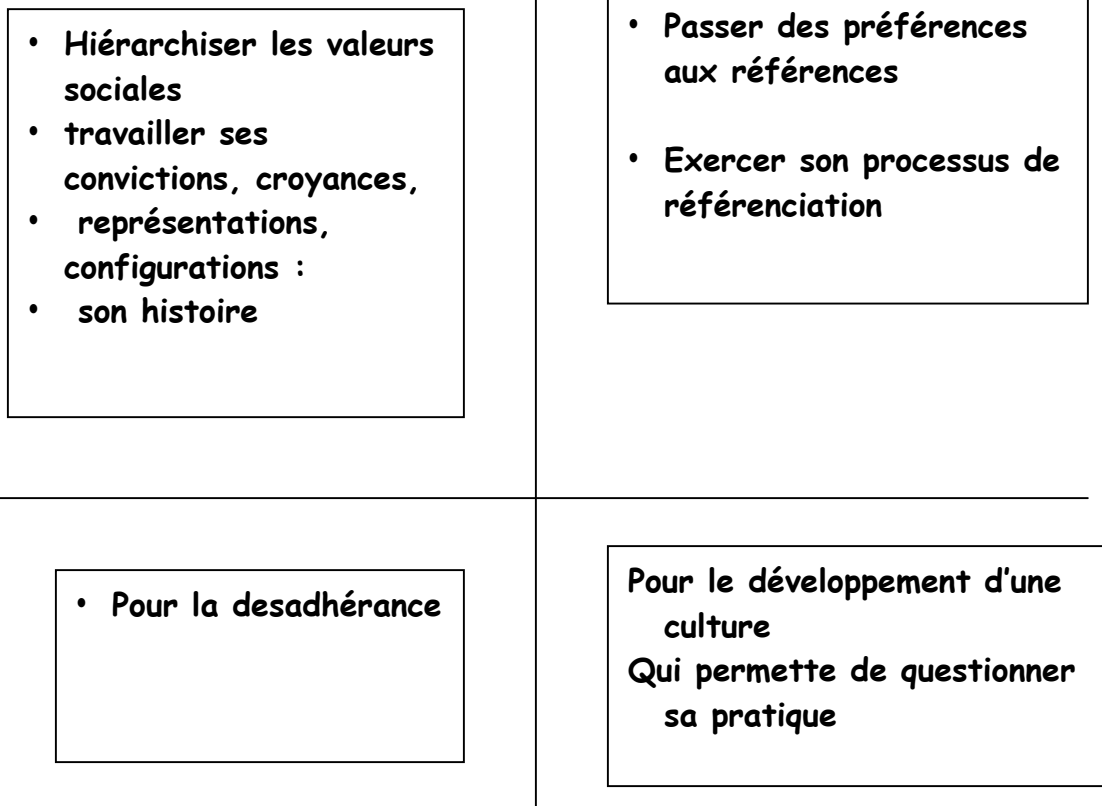 • Hiérarchiser les valeurs
sociales
• travailler ses
convictions, croyances,
• représentations,
configurations :
• son histoire
• Passer des préférences
aux références
• Exercer son processus de
référenciation
• Pour la desadhérance
Pour le développement d’une
culture
Qui permette de questionner
sa pratique